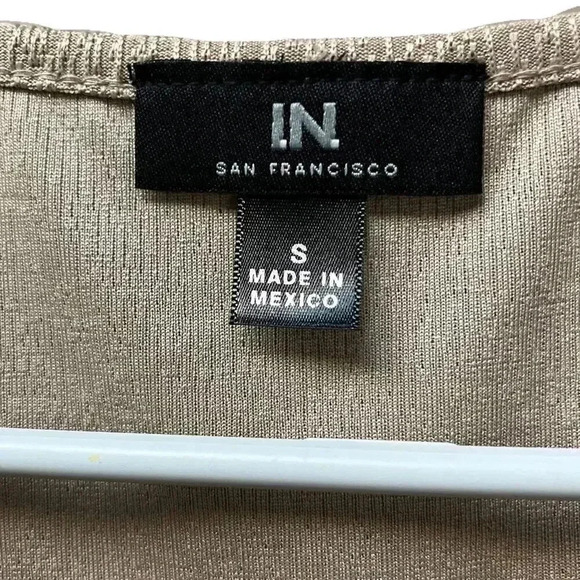 I.N.
SAN FRANCISCO
S
MADE IN
MEXICO